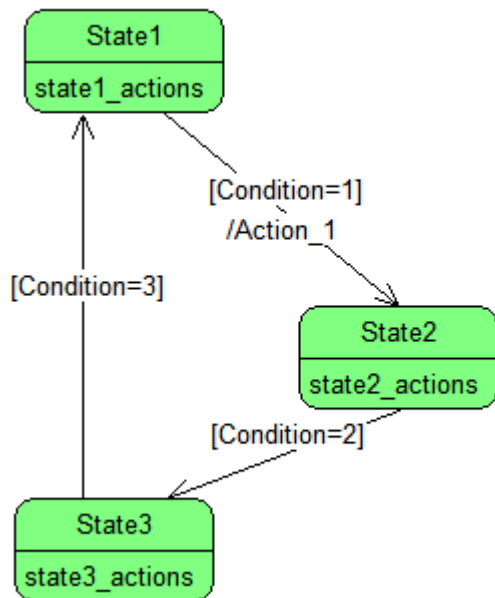 State1
state1_actions
[Condition=1]
/Action_1
[Condition=3]
State2
state2_actions
[Condition=2]
State3
state3_actions